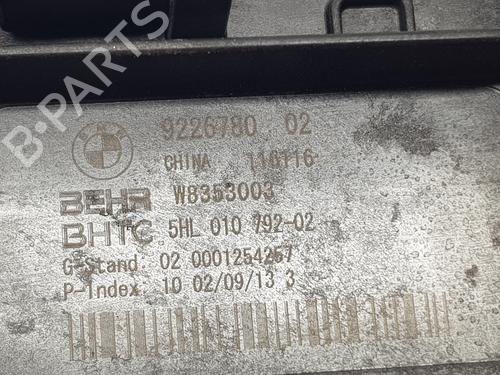 B-PARTS
9226780 02
CHINA 116116
BEHR W8353003
BHTC 5HL 010 792-02
G-Stand: 02 0001254257
P-Index: 10 02/09/13 3